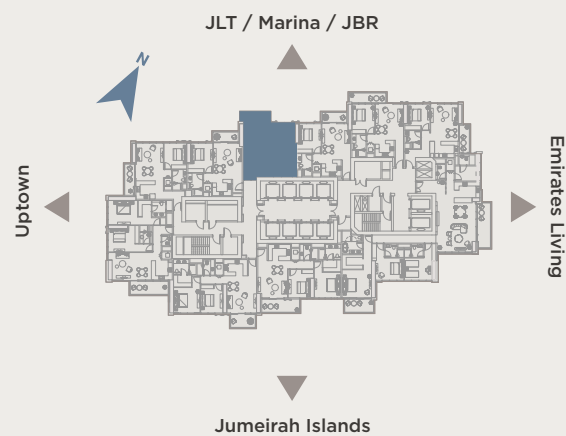 JLT / Marina / JBR
N
Uptown
Emirates Living
Jumeirah Islands